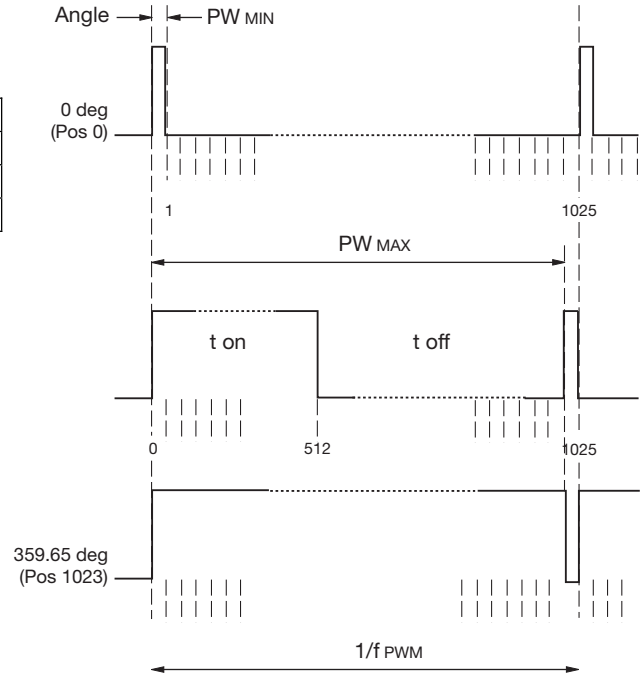 Angle
PW MIN
0 deg
(Pos 0)
1
1025
PW MAX
t on
t off
0
512
1025
359.65 deg
(Pos 1023)
1/f PWM